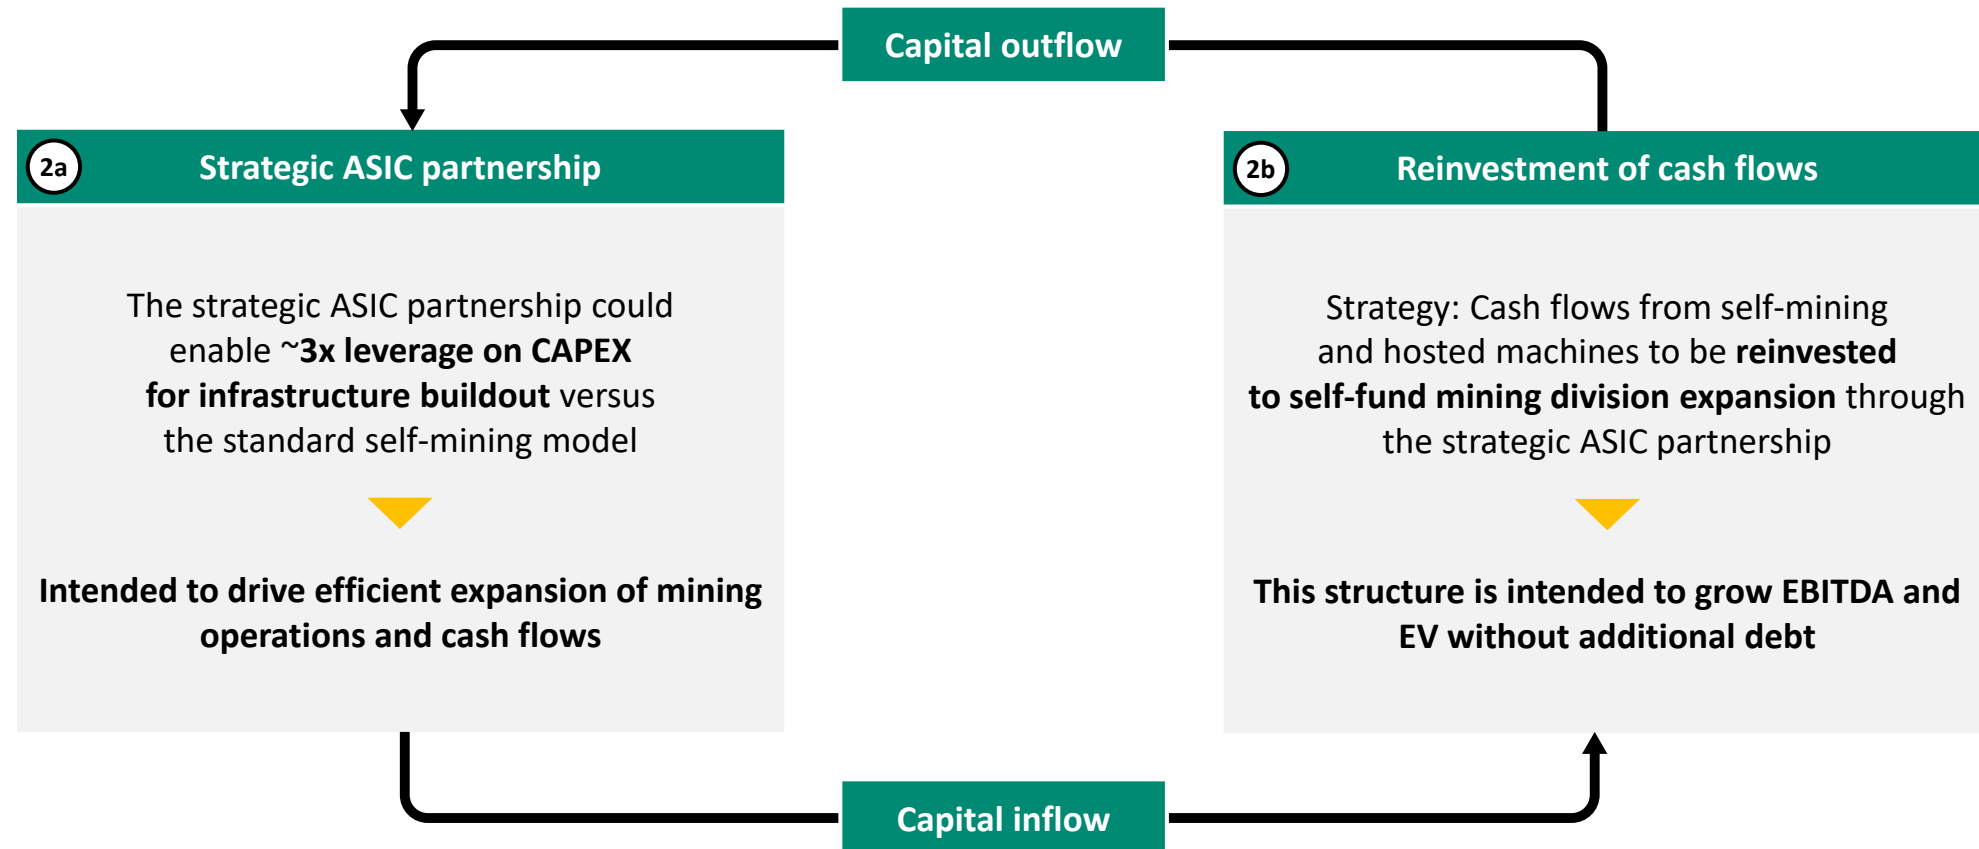 Capital outflow
2a
Strategic ASIC partnership
The strategic ASIC partnership could
enable ~3x leverage on CAPEX
for infrastructure buildout versus
the standard self-mining model
Intended to drive efficient expansion of mining
operations and cash flows
2b
Reinvestment of cash flows
Strategy: Cash flows from self-mining
and hosted machines to be reinvested
to self-fund mining division expansion through
the strategic ASIC partnership
This structure is intended to grow EBITDA and
EV without additional debt
Capital inflow